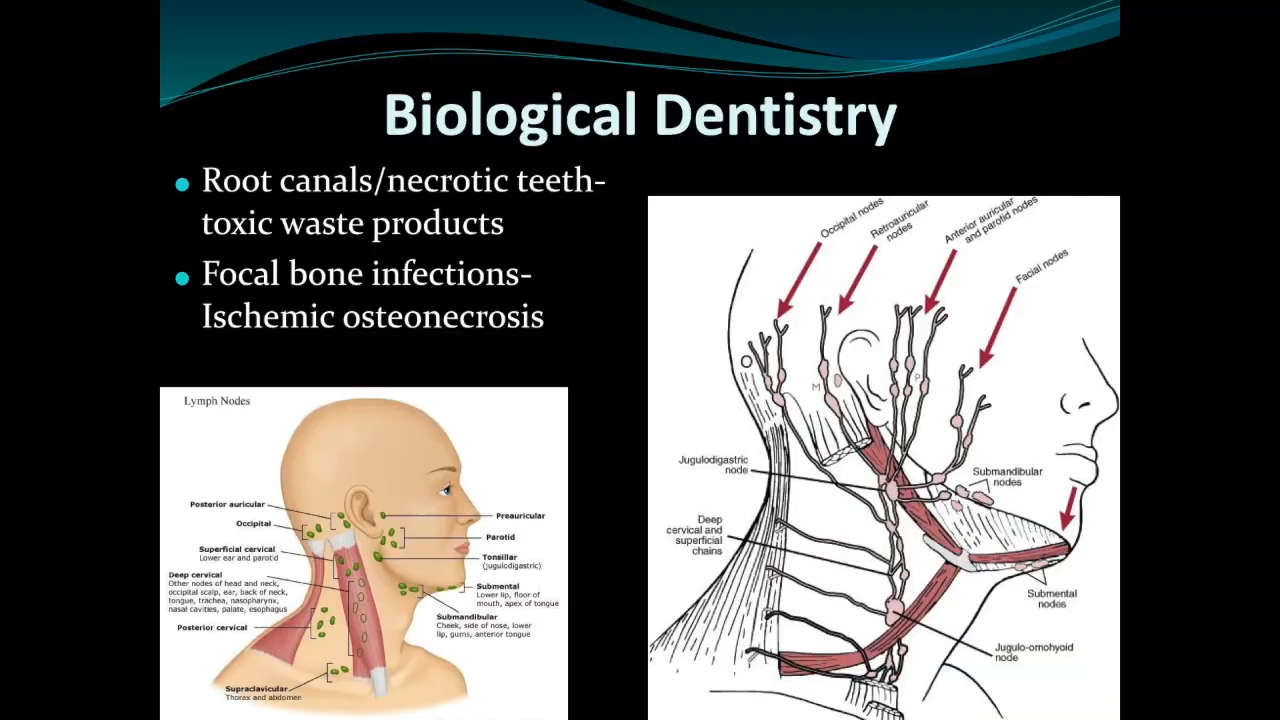 Biological Dentistry
Root canals/necrotic teeth-
toxic waste products
Focal bone infections-
Ischemic osteonecrosis
Lymph Nodes
Posterior auricular
Occipital
Superficial cervical
Lower ear and parotid
Deep cervical
Other nodes of head and neck,
occipital scalp, ear, back of neck,
tongue, trachea, nasopharynx,
nasal cavities, palate, esophagus
Posterior cervical
Supraclavicular
Thorax and abdomen
Preauricular
Parotid
Tonsillar
(jugulodigastric)
Submental
Lower lip, floor of
mouth, apex of tongue
Submandibular
Cheek, side of nose, lower
lip, gums, anterior tongue
Occipital nodes
Retroauricular
nodes
Anterior auricular
and parotid nodes
Facial nodes
O
M
P
Jugulodigastric
node
Submandibular
nodes
Deep
cervical and
superficial
chains
Submental
nodes
Jugulo-omohyoid
node